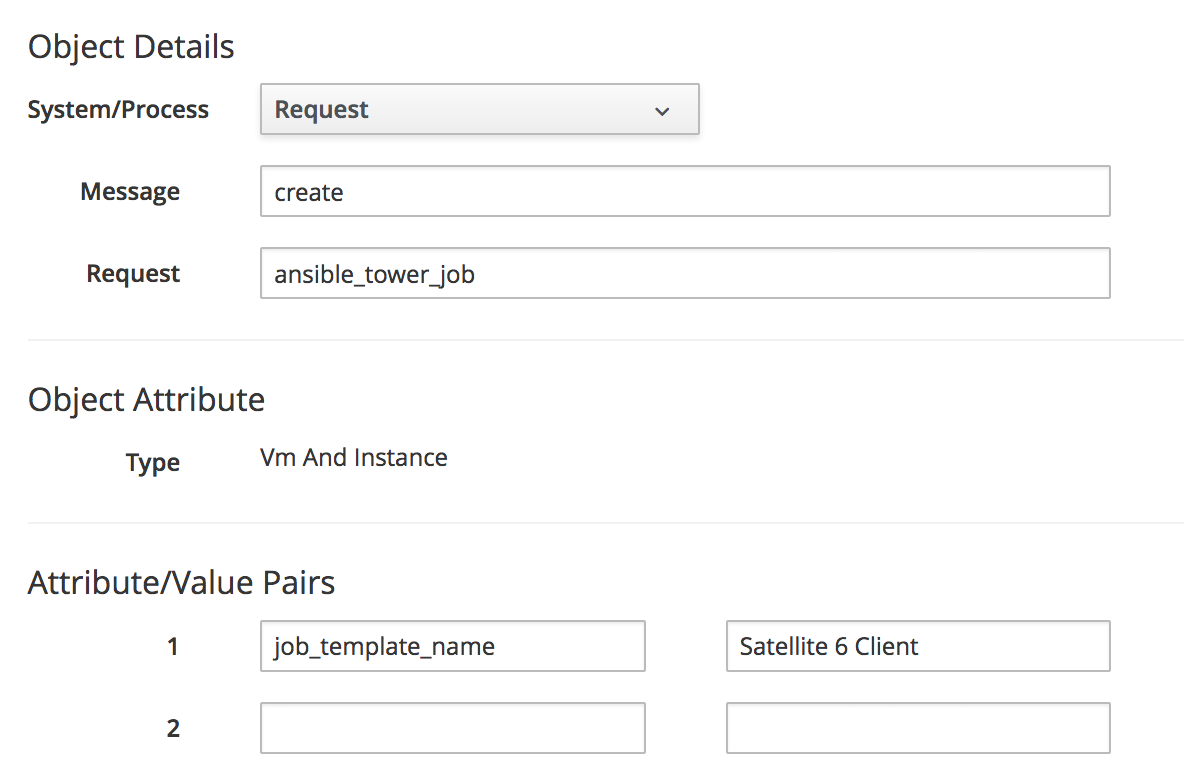 Object Details
System/Process Request
Message create
Request ansible_tower_job
Object Attribute
Type Vm And Instance
Attribute/Value Pairs
1 job_template_name Satellite 6 Client
2